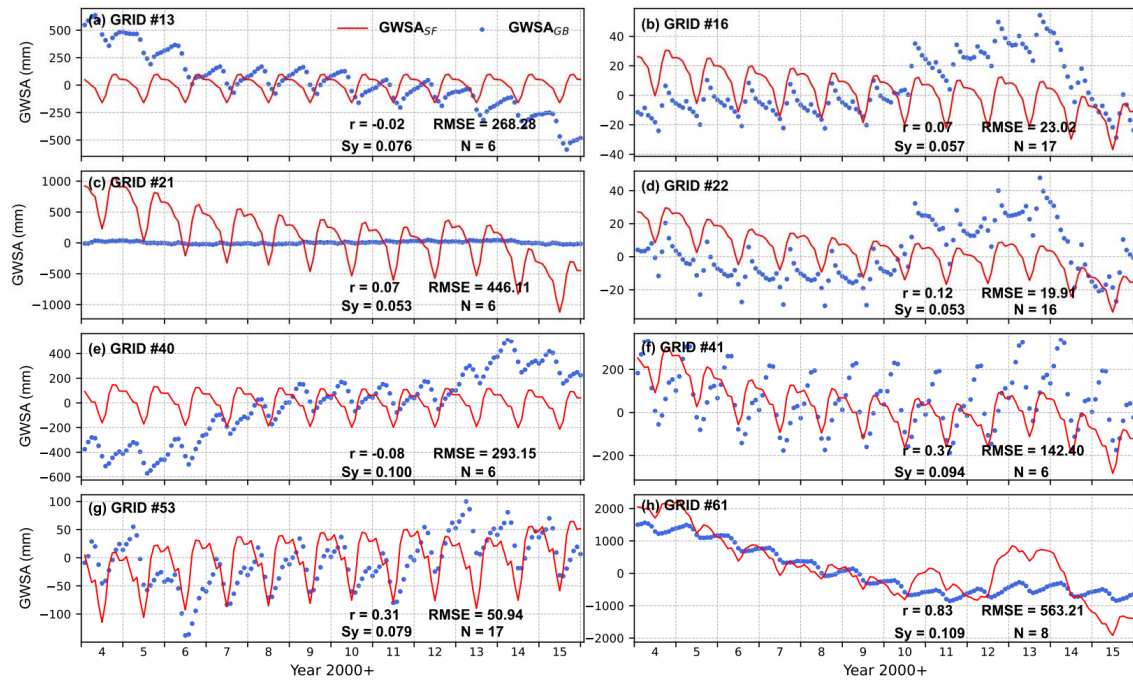 (a) GRID #13
GWSA_SF
GWSA_GB
GWSA (mm)
500
250
0
−250
−500
r = -0.02 RMSE = 268.28
Sy = 0.076 N = 6
(b) GRID #16
40
20
0
−20
−40
r = 0.07 RMSE = 23.02
Sy = 0.057 N = 17
(c) GRID #21
GWSA (mm)
1000
500
0
−500
−1000
r = 0.07 RMSE = 446.11
Sy = 0.053 N = 6
(d) GRID #22
40
20
0
−20
r = 0.12 RMSE = 19.91
Sy = 0.053 N = 16
(e) GRID #40
GWSA (mm)
400
200
0
−200
−400
−600
r = -0.08 RMSE = 293.15
Sy = 0.100 N = 6
(f) GRID #41
200
0
−200
r = 0.37 RMSE = 142.40
Sy = 0.094 N = 6
(g) GRID #53
GWSA (mm)
100
50
0
−50
−100
r = 0.31 RMSE = 50.94
Sy = 0.079 N = 17
4 5 6 7 8 9 10 11 12 13 14 15
Year 2000+
(h) GRID #61
2000
1000
0
−1000
−2000
r = 0.83 RMSE = 563.21
Sy = 0.109 N = 8
4 5 6 7 8 9 10 11 12 13 14 15
Year 2000+